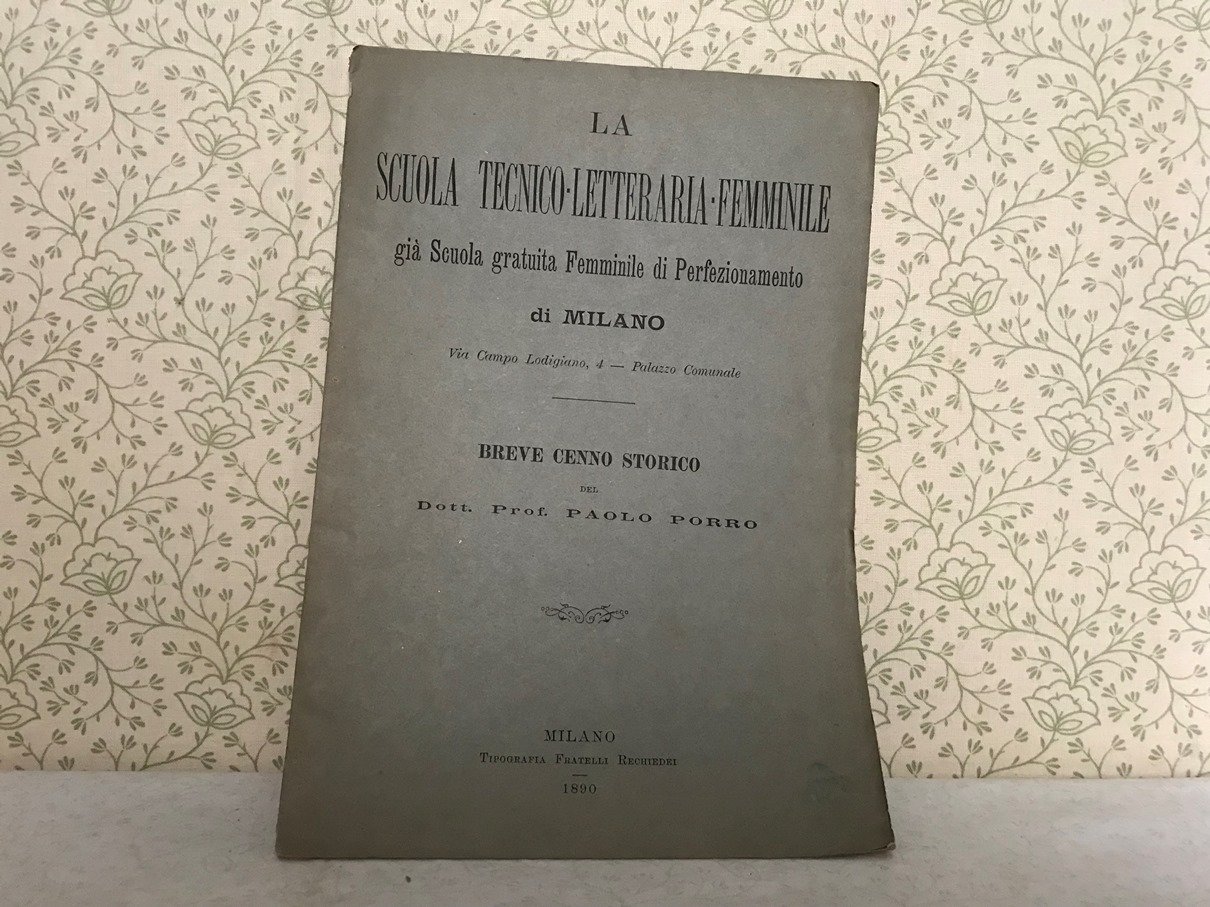 LA
SCUOLA TECNICO-LETTERARIA-FEMMINILE
già Scuola gratuita Femminile di Perfezionamento
di MILANO
Via Campo Lodigiano, 4 — Palazzo Comunale
BREVE CENNO STORICO
DEL
Dott. Prof. PAOLO PORRO
MILANO
TIPOGRAFIA FRATELLI RECHIEDEI
1890